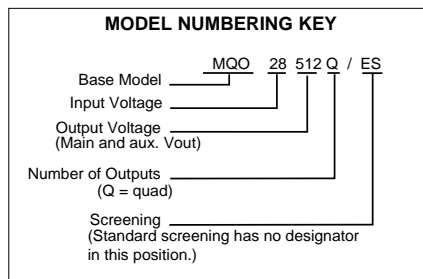 MODEL NUMBERING KEY
MQO 28 512 Q / ES
Base Model
Input Voltage
Output Voltage
(Main and aux. Vout)
Number of Outputs
(Q = quad)
Screening
(Standard screening has no designator
in this position.)